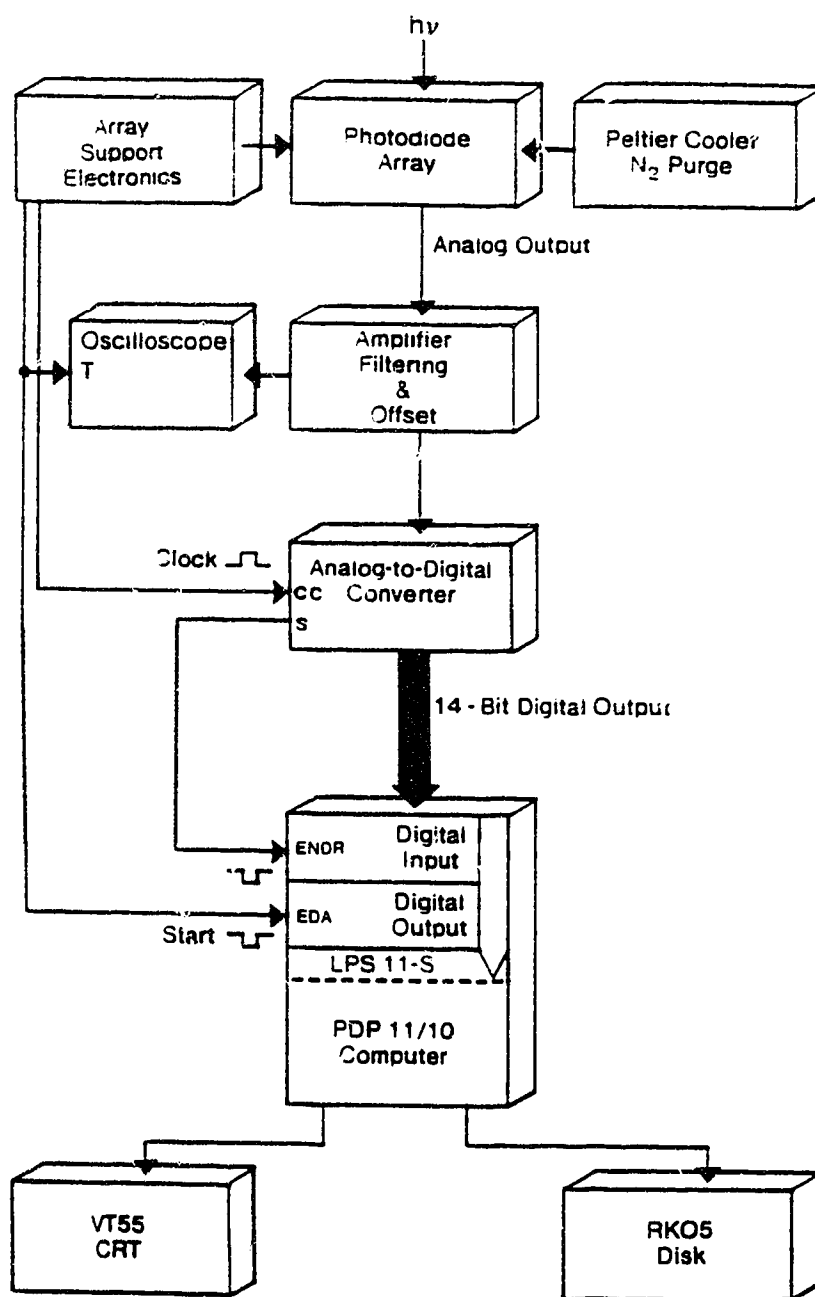 hν
Array
Support
Electronics
Photodiode
Array
Peltier Cooler
N₂ Purge
Analog Output
Oscilloscope
T
Amplifier
Filtering
&
Offset
Clock
Analog-to-Digital
Converter
CC
S
14 - Bit Digital Output
ENDR
Digital
Input
EDA
Digital
Output
Start
LPS 11-S
PDP 11/10
Computer
VT55
CRT
RKO5
Disk